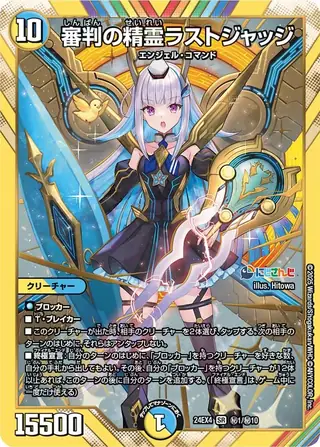 10
しんぱん せいれい
審判の精霊ラストジャッジ
エンジェル・コマンド
にじさんじ
illus. Hitowa
クリーチャー
■ブロッカー
■T・ブレイカー
■このクリーチャーが出た時、相手のクリーチャーを2体選び、タップする。次の相手の
ターンのはじめに、それらはアンタップしない。
■終極宣言:自分のターンのはじめに、「ブロッカー」を持つクリーチャーを好きな数、
自分の手札から出してもよい。その後、自分の「ブロッカー」を持つクリーチャーが12体
以上あれば、このターンの後に自分のターンを追加する。(「終極宣言」は、ゲーム中に
一度だけ使える)
15500
24EX4 SR
©2025 Wizards/Shogakukan/WHC ©ANYCOLOR, Inc.